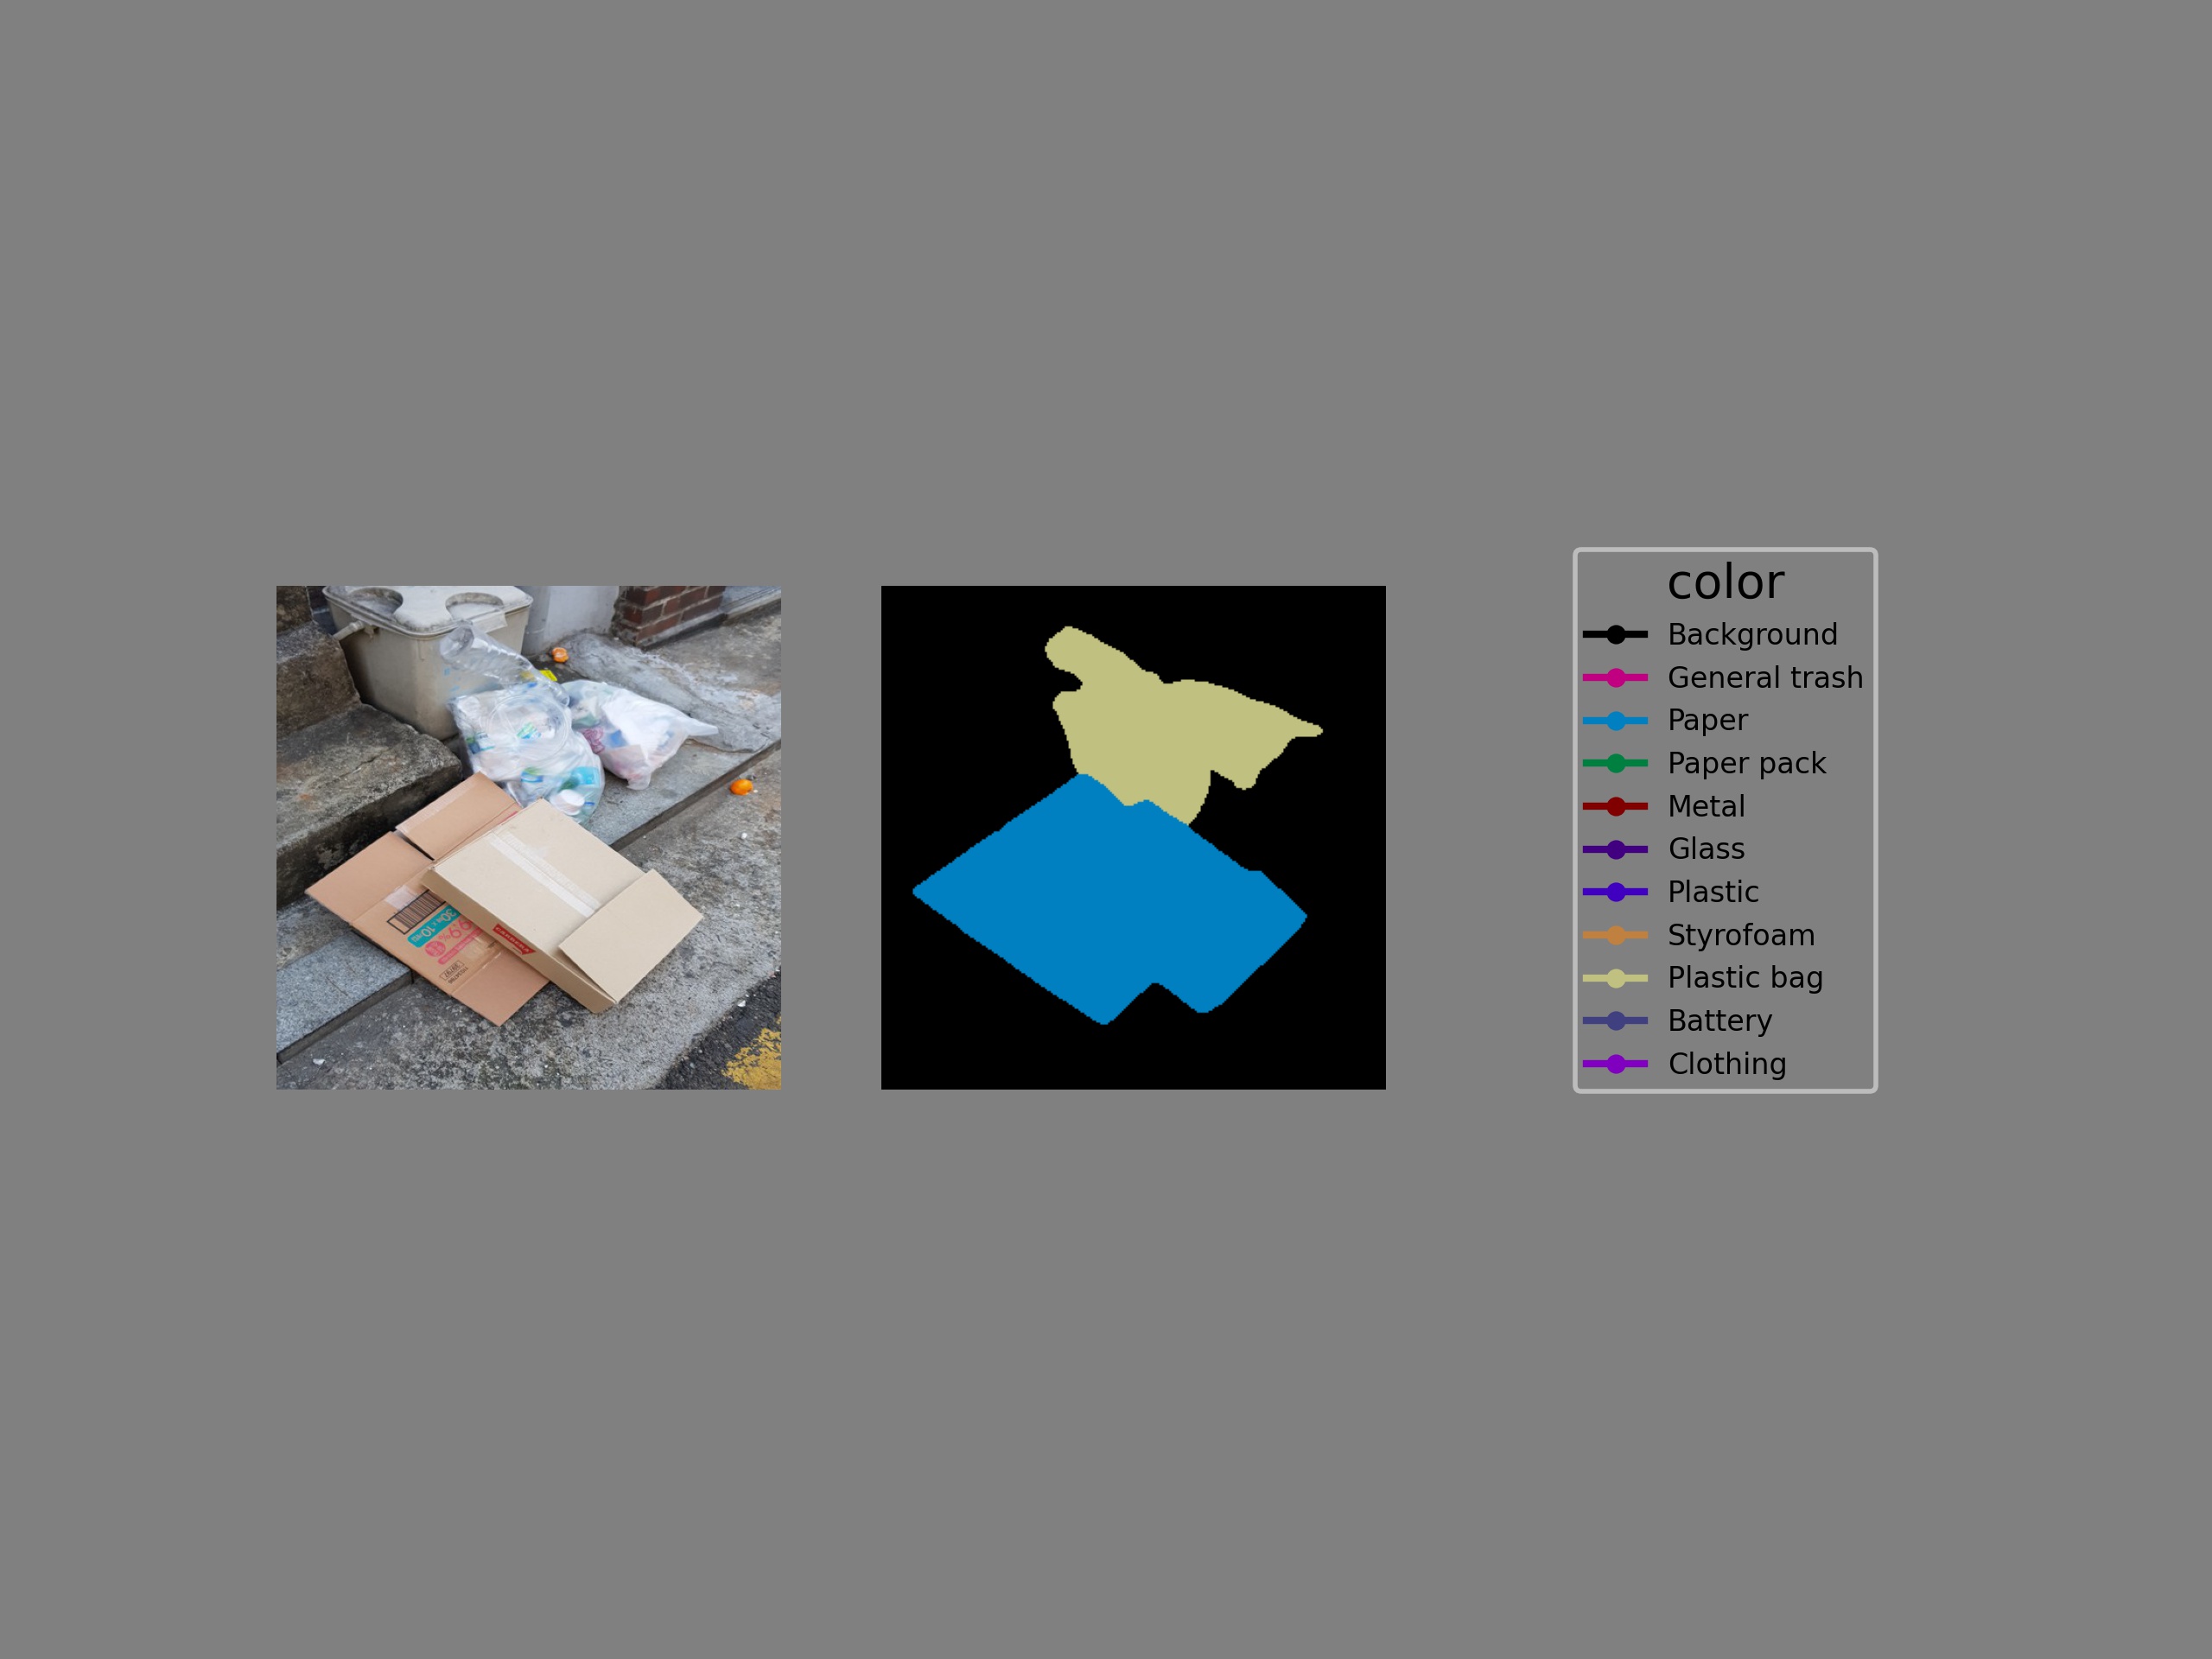 color
Background
General trash
Paper
Paper pack
Metal
Glass
Plastic
Styrofoam
Plastic bag
Battery
Clothing